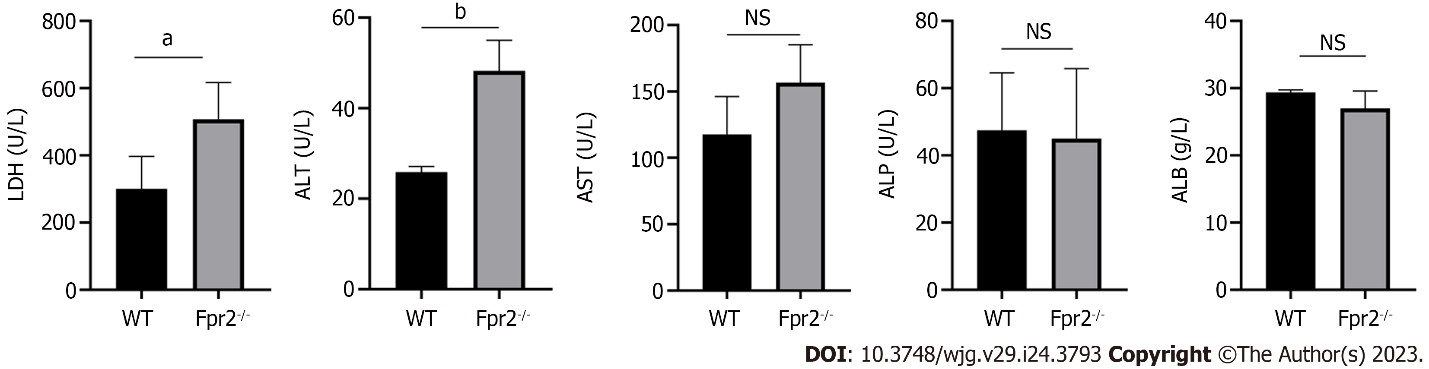 a
LDH (U/L)
800
600
400
200
0
WT Fpr2-/-
b
ALT (U/L)
60
40
20
0
WT Fpr2-/-
NS
AST (U/L)
200
150
100
50
0
WT Fpr2-/-
NS
ALP (U/L)
80
60
40
20
0
WT Fpr2-/-
NS
ALB (g/L)
40
30
20
10
0
WT Fpr2-/-
DOI: 10.3748/wjg.v29.i24.3793 Copyright ©The Author(s) 2023.